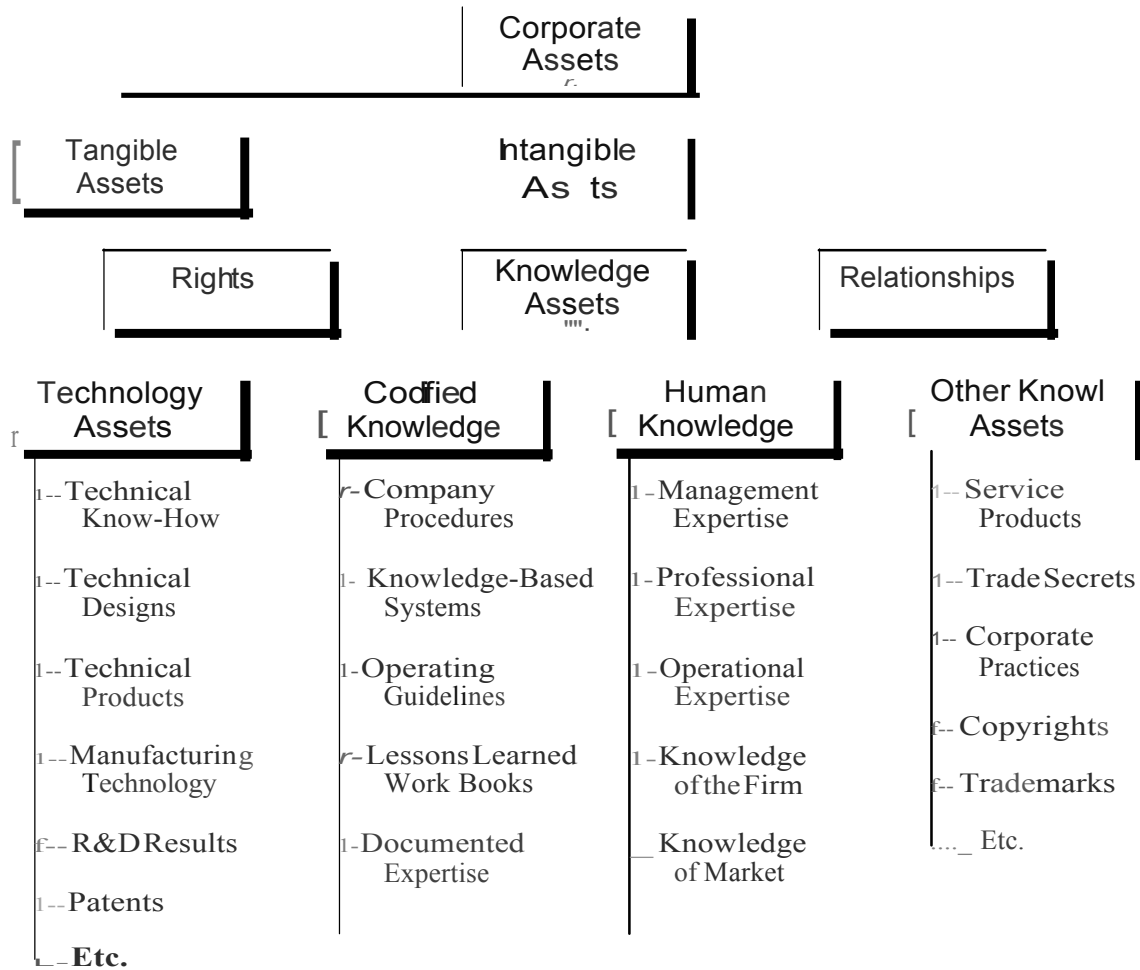 Corporate
Assets
Tangible
Assets
Intangible
As ts
Rights
Knowledge
Assets
Relationships
Technology
Assets
Technical
Know-How
Technical
Designs
Technical
Products
Manufacturing
Technology
R&D Results
Patents
Etc.
Codified
Knowledge
Company
Procedures
Knowledge-Based
Systems
Operating
Guidelines
Lessons Learned
Work Books
Documented
Expertise
Human
Knowledge
Management
Expertise
Professional
Expertise
Operational
Expertise
Knowledge
of the Firm
Knowledge
of Market
Other Knowl
Assets
Service
Products
Trade Secrets
Corporate
Practices
Copyrights
Trademarks
Etc.